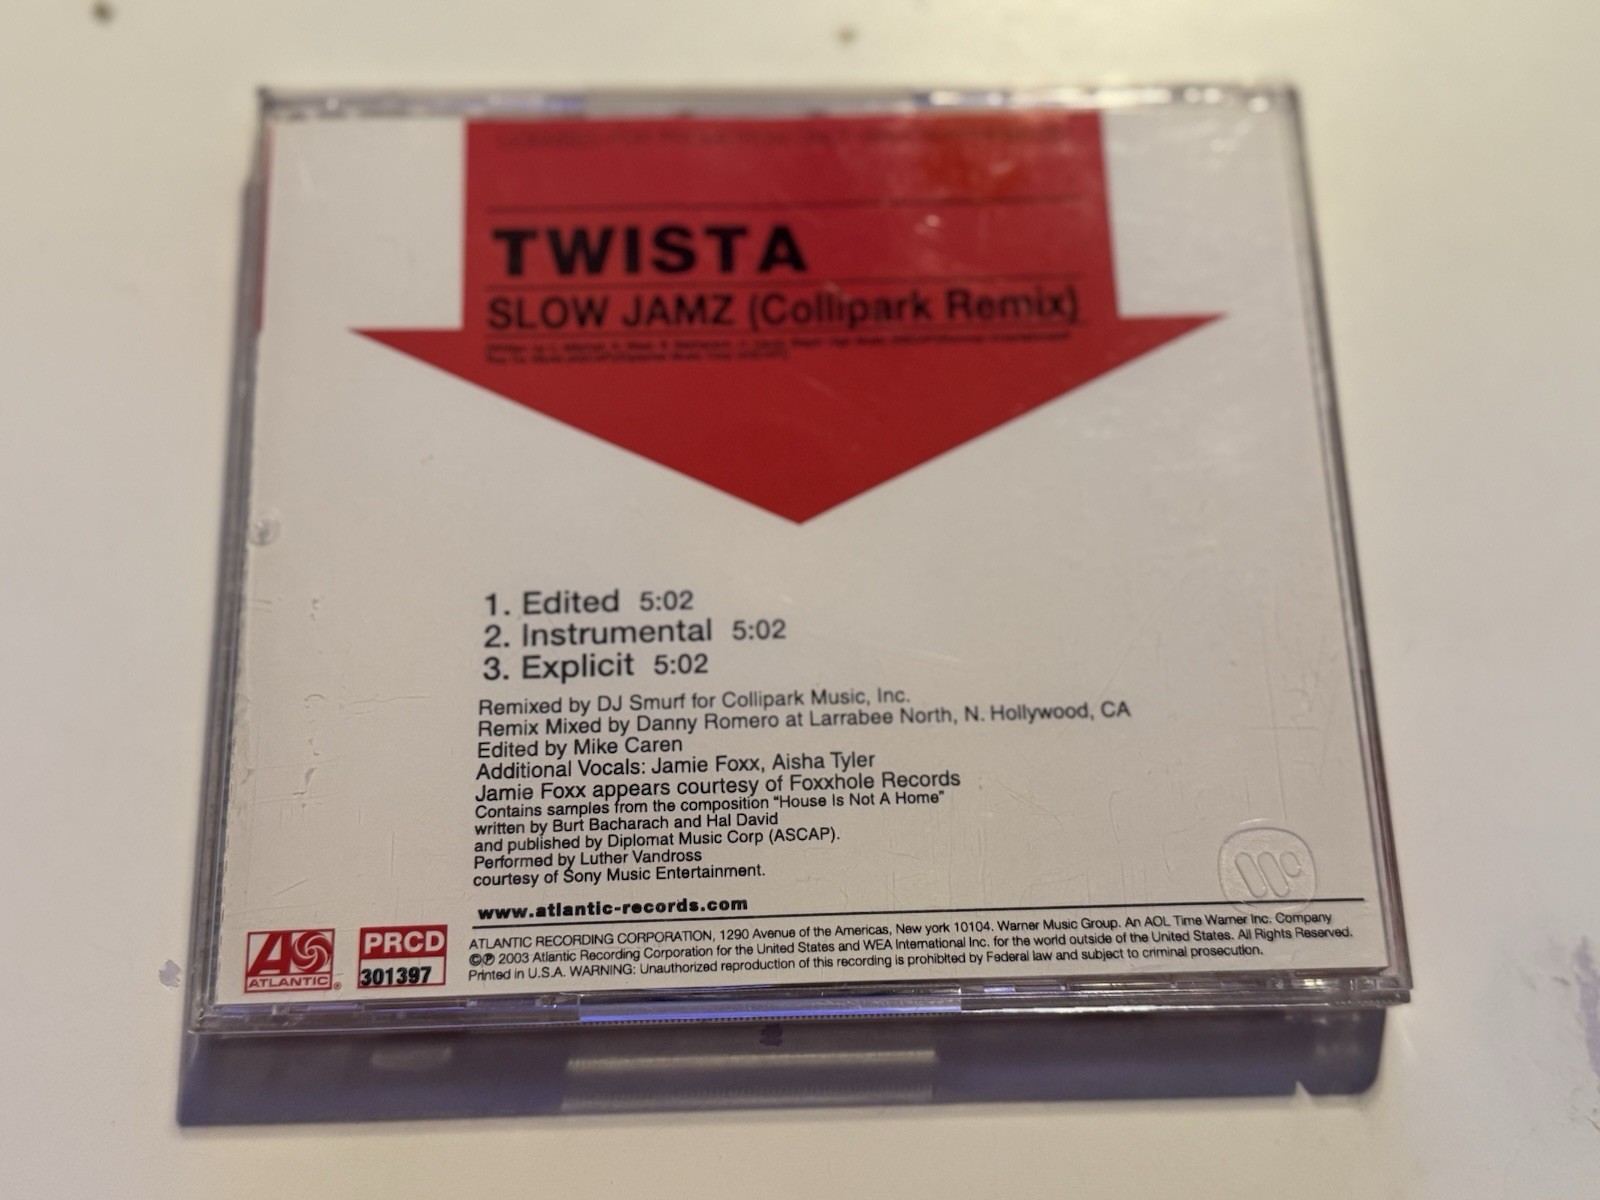 TWISTA
SLOW JAMZ (Collipark Remix)
1. Edited 5:02
2. Instrumental 5:02
3. Explicit 5:02
Remixed by DJ Smurf for Collipark Music, Inc.
Remix Mixed by Danny Romero at Larrabee North, N. Hollywood, CA
Edited by Mike Caren
Additional Vocals: Jamie Foxx, Aisha Tyler
Jamie Foxx appears courtesy of Foxxhole Records
Contains samples from the composition “House Is Not A Home”
written by Burt Bacharach and Hal David
and published by Diplomat Music Corp (ASCAP).
Performed by Luther Vandross
courtesy of Sony Music Entertainment.
www.atlantic-records.com
ATLANTIC RECORDING CORPORATION, 1290 Avenue of the Americas, New york 10104. Warner Music Group. An AOL Time Warner Inc. Company
©℗ 2003 Atlantic Recording Corporation for the United States and WEA International Inc. for the world outside of the United States. All Rights Reserved.
Printed in U.S.A. WARNING: Unauthorized reproduction of this recording is prohibited by Federal law and subject to criminal prosecution.
ATLANTIC®
PRCD
301397